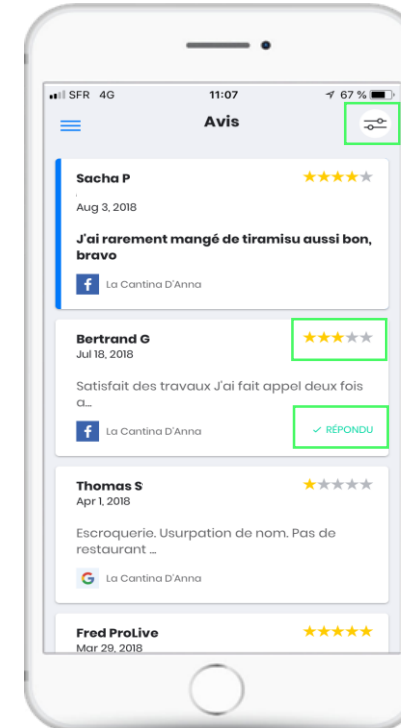 SFR 4G 11:07 67 %
Avis
Sacha P
Aug 3, 2018
J'ai rarement mangé de tiramisu aussi bon,
bravo
f La Cantina D'Anna
Bertrand G
Jul 18, 2018
Satisfait des travaux J'ai fait appel deux fois
a...
f La Cantina D'Anna ✓ RÉPONDU
Thomas S
Apr 1, 2018
Escroquerie. Usurpation de nom. Pas de
restaurant ...
G La Cantina D'Anna
Fred ProLive
Mar 29, 2018